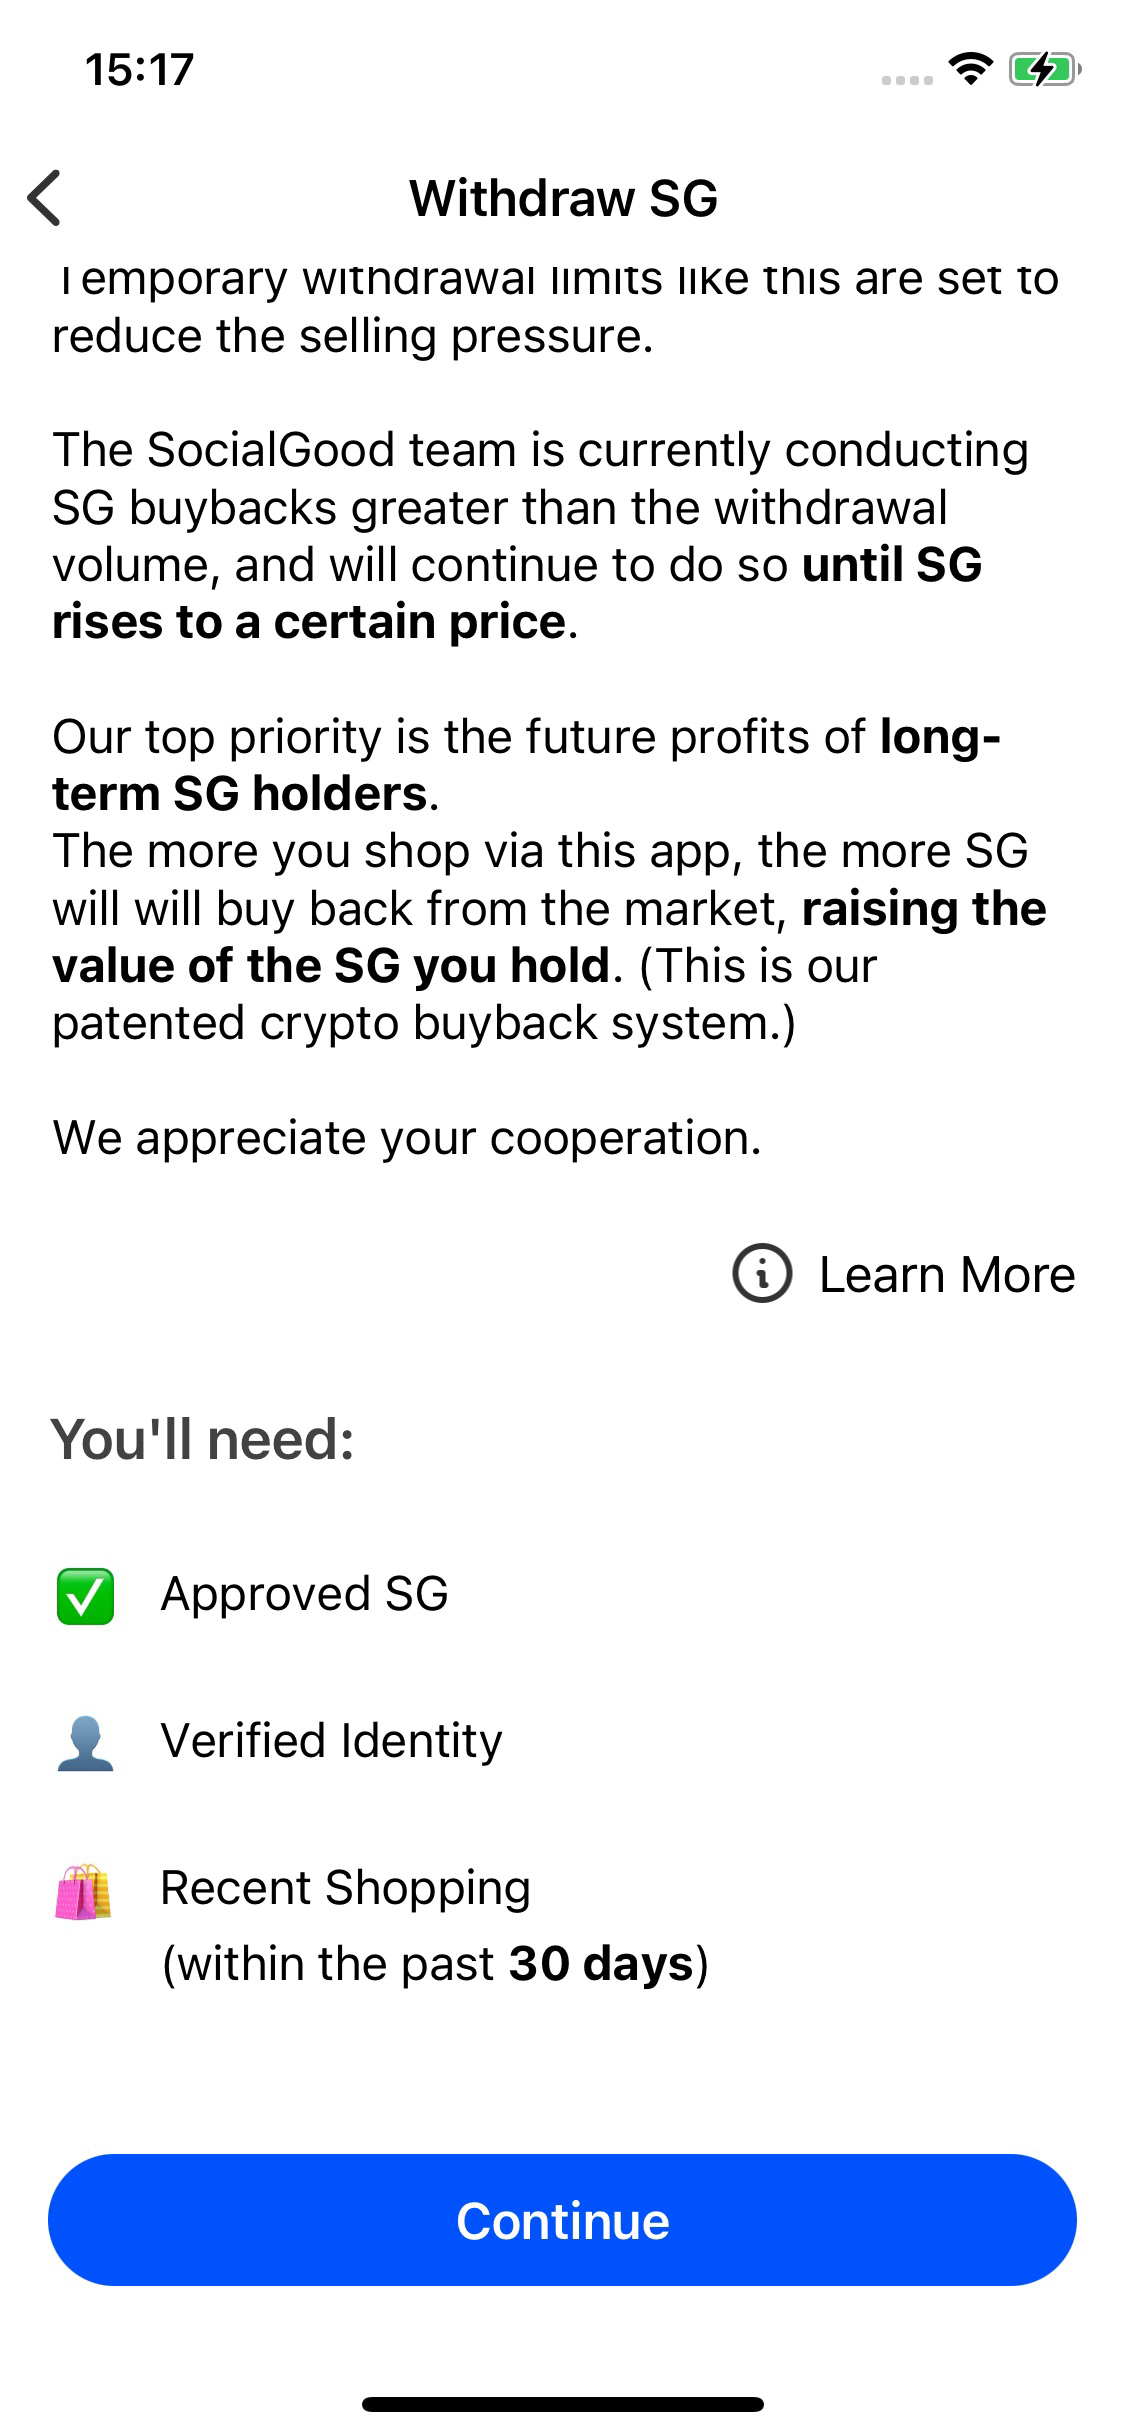 15:17
Withdraw SG
Temporary withdrawal limits like this are set to
reduce the selling pressure.
The SocialGood team is currently conducting
SG buybacks greater than the withdrawal
volume, and will continue to do so until SG
rises to a certain price.
Our top priority is the future profits of long-
term SG holders.
The more you shop via this app, the more SG
will will buy back from the market, raising the
value of the SG you hold. (This is our
patented crypto buyback system.)
We appreciate your cooperation.
Learn More
You'll need:
Approved SG
Verified Identity
Recent Shopping
(within the past 30 days)
Continue